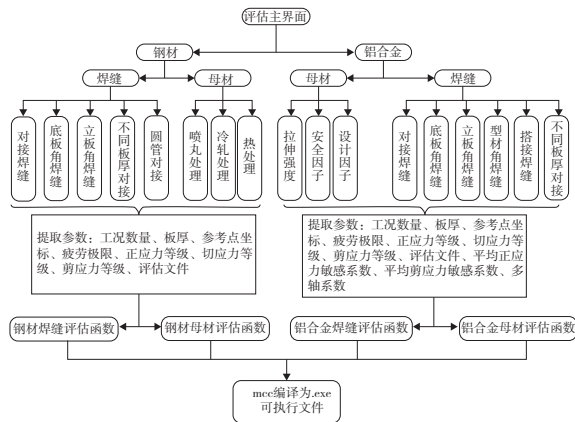 评估主界面
钢材
铝合金
焊缝
母材
母材
焊缝
对接焊缝
底板角焊缝
立板角焊缝
不同板厚对接
圆管对接
喷丸处理
冷轧处理
热处理
拉伸强度
安全因子
设计因子
对接焊缝
底板角焊缝
立板角焊缝
型材角焊缝
搭接焊缝
不同板厚对接
提取参数：工况数量、板厚、参考点坐
标、疲劳极限、正应力等级、切应力等
级、剪应力等级、评估文件
提取参数：工况数量、板厚、参考点坐
标、疲劳极限、正应力等级、切应力等
级、剪应力等级、评估文件、平均正应
力敏感系数、平均剪应力敏感系数、多
轴系数
钢材焊缝评估函数
钢材母材评估函数
铝合金焊缝评估函数
铝合金母材评估函数
mcc编译为.exe
可执行文件